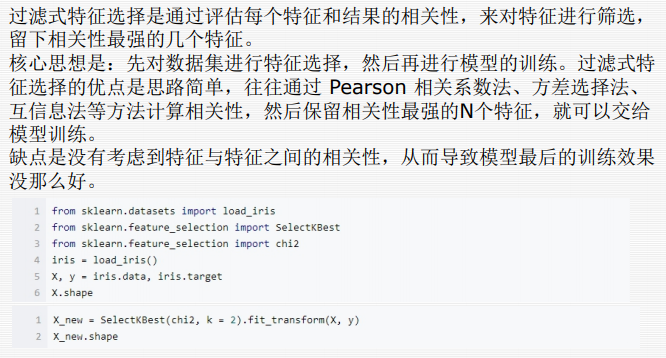 过滤式特征选择是通过评估每个特征和结果的相关性，来对特征进行筛选，
留下相关性最强的几个特征。
核心思想是：先对数据集进行特征选择，然后再进行模型的训练。过滤式特
征选择的优点是思路简单，往往通过 Pearson 相关系数法、方差选择法、
互信息法等方法计算相关性，然后保留相关性最强的N个特征，就可以交给
模型训练。
缺点是没有考虑到特征与特征之间的相关性，从而导致模型最后的训练效果
没那么好。
1 from sklearn.datasets import load_iris
2 from sklearn.feature_selection import SelectKBest
3 from sklearn.feature_selection import chi2
4 iris = load_iris()
5 X, y = iris.data, iris.target
6 X.shape
1 X_new = SelectKBest(chi2, k = 2).fit_transform(X, y)
2 X_new.shape